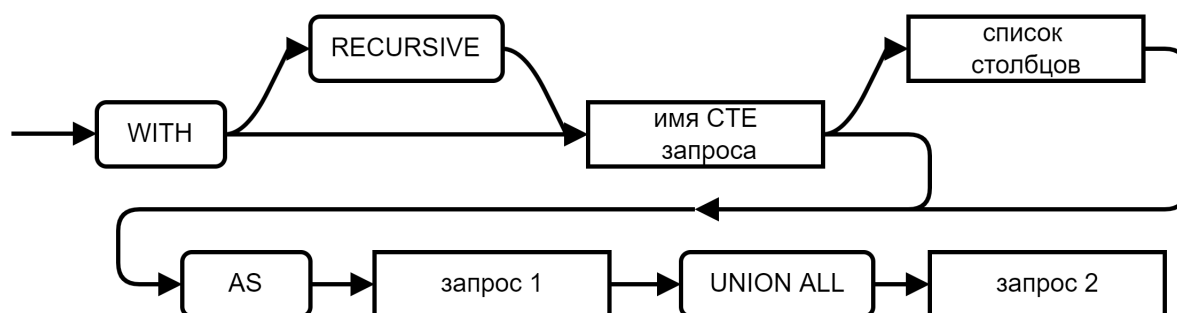 RECURSIVE
список
столбцов
WITH
имя CTE
запроса
AS
запрос 1
UNION ALL
запрос 2